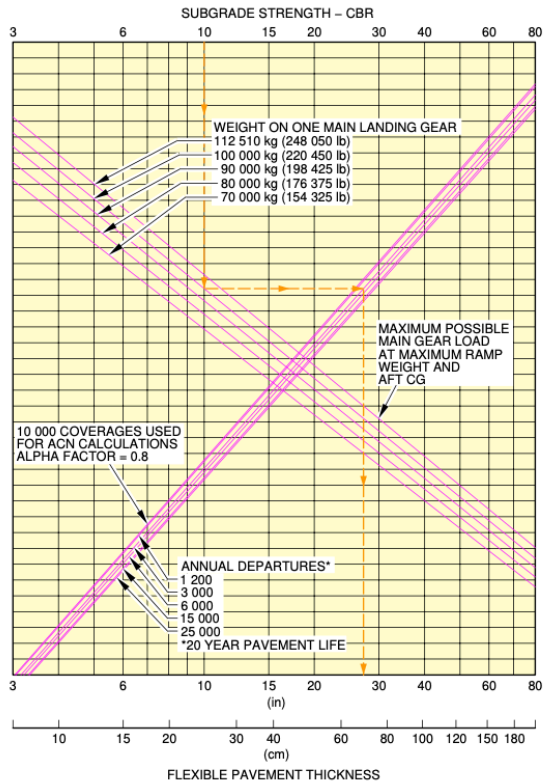 SUBGRADE STRENGTH – CBR
3 6 10 15 20 30 40 60 80
WEIGHT ON ONE MAIN LANDING GEAR
112 510 kg (248 050 lb)
100 000 kg (220 450 lb)
90 000 kg (198 425 lb)
80 000 kg (176 375 lb)
70 000 kg (154 325 lb)
MAXIMUM POSSIBLE
MAIN GEAR LOAD
AT MAXIMUM RAMP
WEIGHT AND
AFT CG
10 000 COVERAGES USED
FOR ACN CALCULATIONS
ALPHA FACTOR = 0.8
ANNUAL DEPARTURES*
1 200
3 000
6 000
15 000
25 000
*20 YEAR PAVEMENT LIFE
3 6 10 15 20 30 40 60 80
(in)
10 15 20 30 40 60 80 100 120 150 180
(cm)
FLEXIBLE PAVEMENT THICKNESS